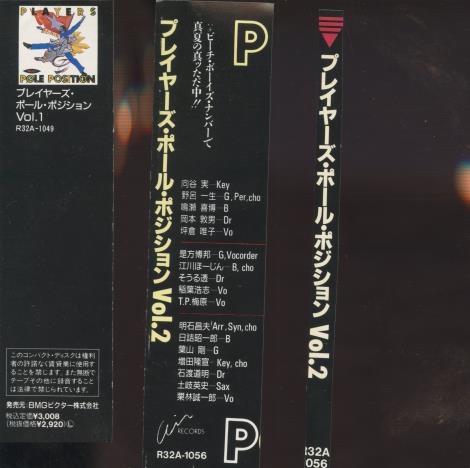 PLAYERS
POLE POSITION
プレイヤーズ・
ポール・ポジション
Vol.1
R32A-1049
このコンパクト・ディスクは権利
者の許諾なく賃貸業に使用する
ことを禁じます。また無断で
テープその他に録音すること
は法律で禁じられています。
発売元:BMGビクター株式会社
税込定価¥3,008
(税抜価格¥2,920)Ⓛ
プレイヤーズ・ポール・ポジション Vol.2
P
ビーチ・ボーイズ・ナンバーで
真夏の真ッただ中!!
向谷 実—Key
野呂 一生—G, Per, cho
鳴瀬 喜博—B
岡本 敦男—Dr
坪倉 唯子—Vo
是方博邦—G, Vocorder
江川ほーじん—B, cho
そうる透—Dr
稲葉浩志—Vo
T.P.梅原—Vo
明石昌夫—Arr, Syn, cho
日詰昭一郎—B
葉山 剛—G
増田隆宣—Key, cho
石渡道明—Dr
土岐英史—Sax
栗林誠一郎—Vo
air
RECORDS
P
R32A-1056
プレイヤーズ・ポール・ポジション Vol.2
R32A
056